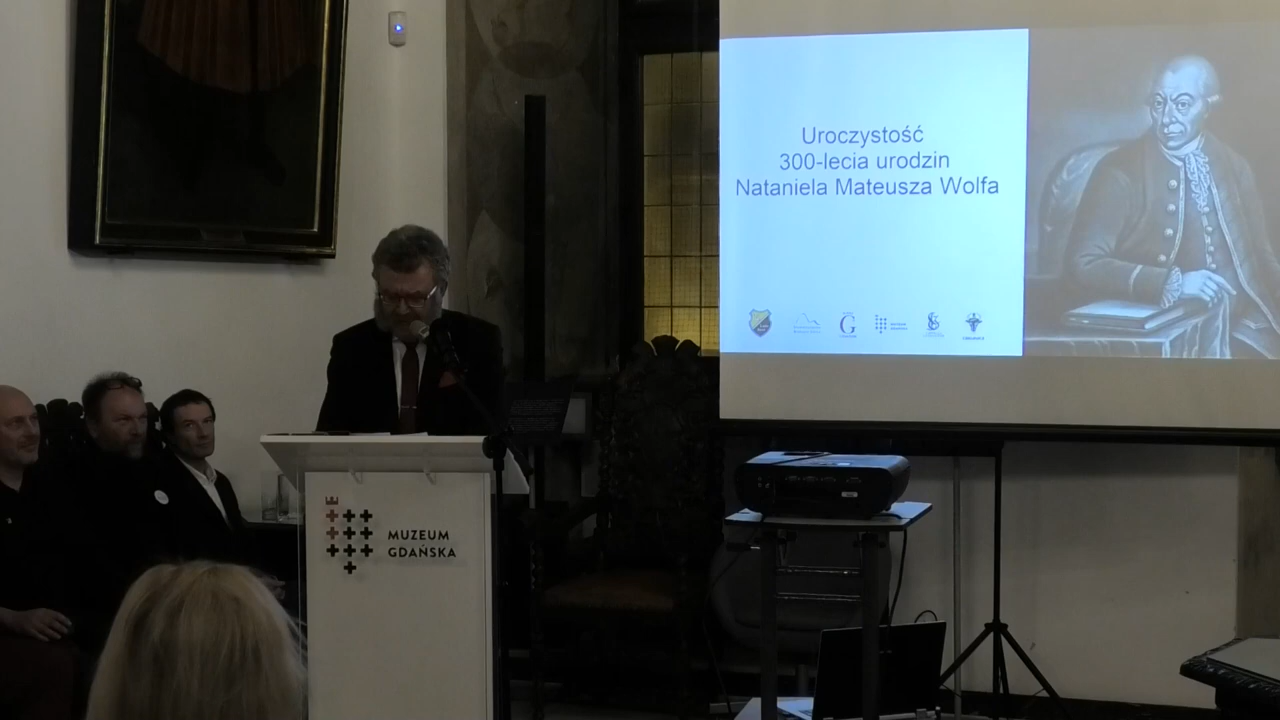 Uroczystość
300-lecia urodzin
Nataniela Mateusza Wolfa
G
MUZEUM
GDAŃSKA